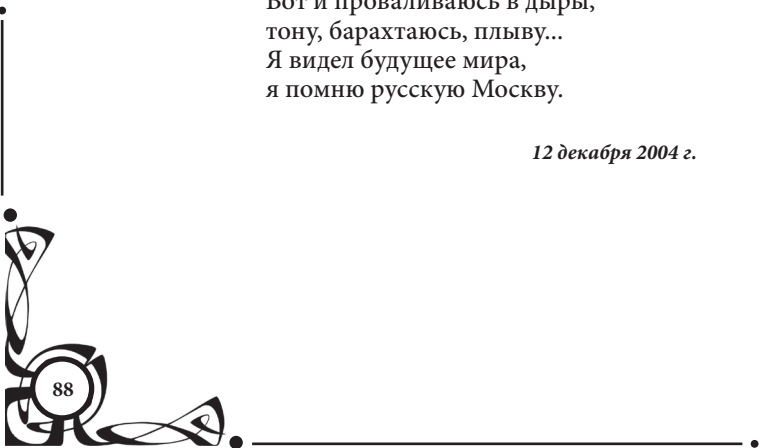 Вот и проваливаюсь в дыры,
тону, барахтаюсь, плыву...
Я видел будущее мира,
я помню русскую Москву.
12 декабря 2004 г.
88